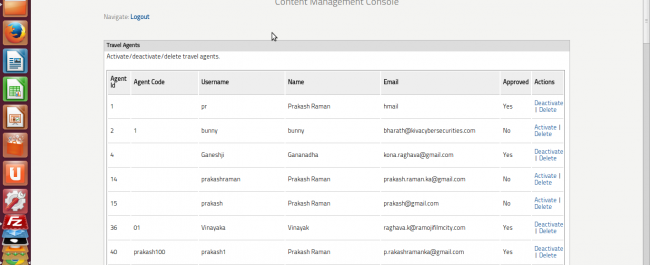 Content Management Console
Navigate: Logout
Travel Agents
Activate/deactivate/delete travel agents.
Agent Id Agent Code Username Name Email Approved Actions
1 pr Prakash Raman hmail Yes Deactivate | Delete
2 1 bunny bunny bharath@kivacybersecurities.com No Activate | Delete
4 Ganeshji Gananadha kona.raghava@gmail.com Yes Deactivate | Delete
14 prakashraman Prakash Raman prakash.raman.ka@gmail.com No Activate | Delete
15 prakash Prakash Raman prakash@gmail.com No Activate | Delete
36 01 Vinayaka Vinayak raghava.k@ramojifilmcity.com Yes Deactivate | Delete
40 prakash100 prakash1 Prakash Raman p.prakashramanka@gmail.com Yes Deactivate | Delete